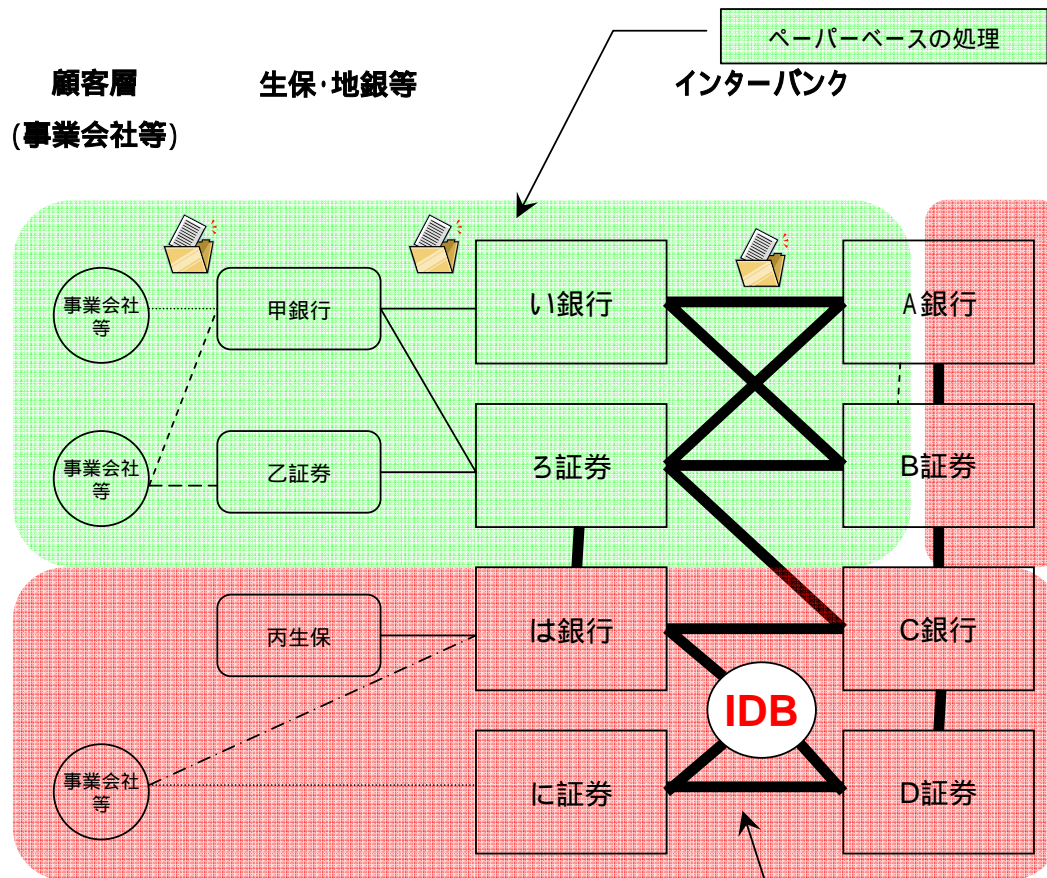 ペーパーベースの処理
顧客層
(事業会社等)
生保･地銀等
インターバンク
事業会社
等
甲銀行
い銀行
A銀行
事業会社
等
乙証券
ろ証券
B証券
丙生保
は銀行
C銀行
IDB
事業会社
等
に証券
D証券